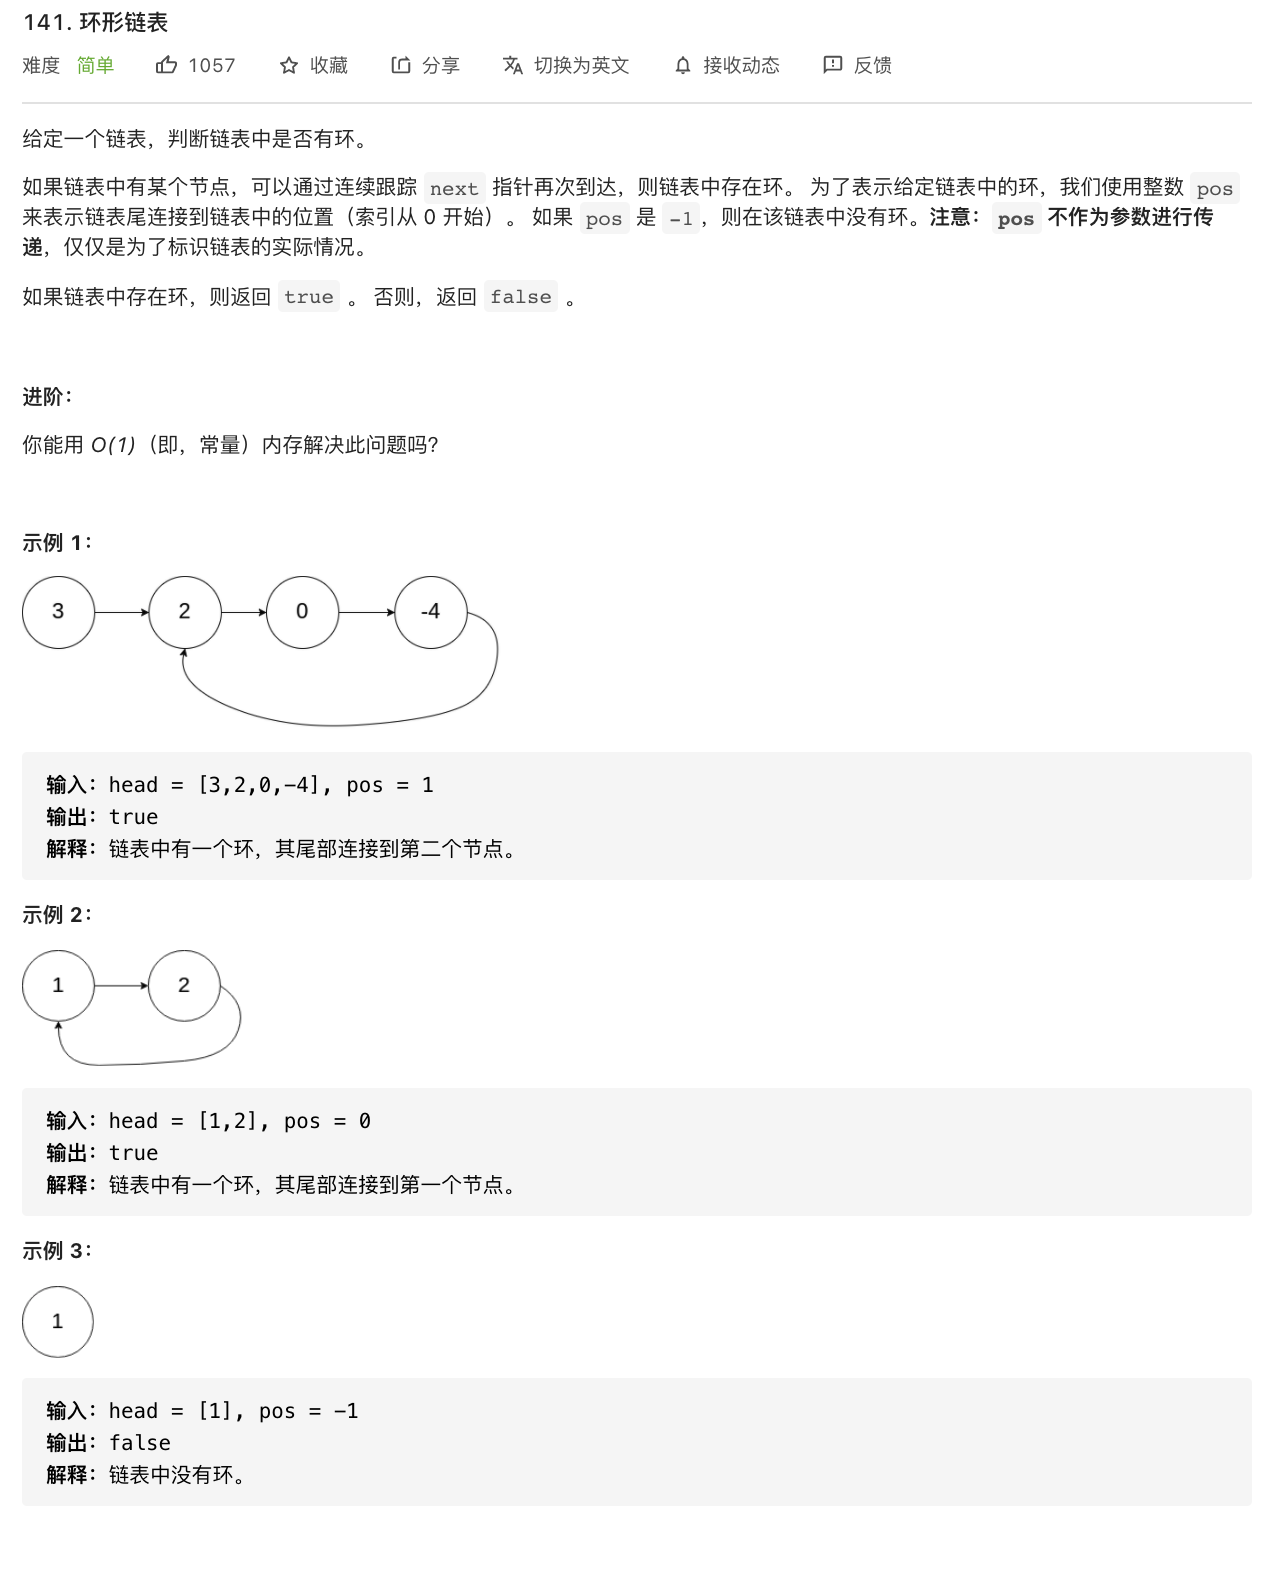 141. 环形链表
难度 简单 1057 收藏 分享 切换为英文 接收动态 反馈
给定一个链表，判断链表中是否有环。
如果链表中有某个节点，可以通过连续跟踪 next 指针再次到达，则链表中存在环。 为了表示给定链表中的环，我们使用整数 pos
来表示链表尾连接到链表中的位置（索引从 0 开始）。 如果 pos 是 -1，则在该链表中没有环。注意：pos 不作为参数进行传
递，仅仅是为了标识链表的实际情况。
如果链表中存在环，则返回 true 。 否则，返回 false 。
进阶：
你能用 O(1)（即，常量）内存解决此问题吗？
示例 1：
3 2 0 -4
输入：head = [3,2,0,-4], pos = 1
输出：true
解释：链表中有一个环，其尾部连接到第二个节点。
示例 2：
1 2
输入：head = [1,2], pos = 0
输出：true
解释：链表中有一个环，其尾部连接到第一个节点。
示例 3：
1
输入：head = [1], pos = -1
输出：false
解释：链表中没有环。